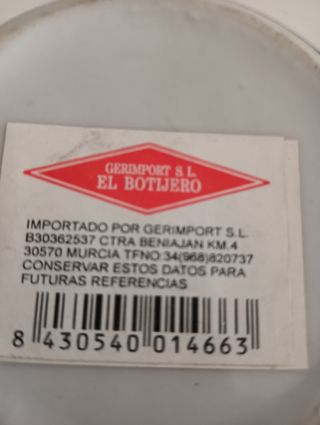 GERIMPORT S.L.
EL BOTIJERO
IMPORTADO POR GERIMPORT S.L.
B30362537 CTRA BENIAJAN KM.4
30570 MURCIA TFNO:34(968)820737
CONSERVAR ESTOS DATOS PARA
FUTURAS REFERENCIAS
8 430540 014663